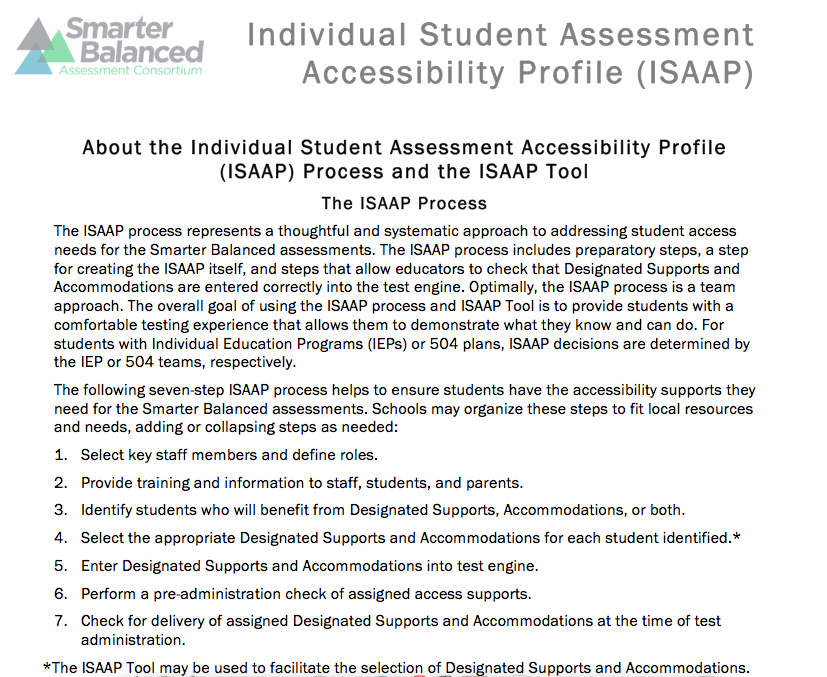 Smarter
Balanced
Assessment Consortium
Individual Student Assessment
Accessibility Profile (ISAAP)
About the Individual Student Assessment Accessibility Profile
(ISAAP) Process and the ISAAP Tool
The ISAAP Process
The ISAAP process represents a thoughtful and systematic approach to addressing student access
needs for the Smarter Balanced assessments. The ISAAP process includes preparatory steps, a step
for creating the ISAAP itself, and steps that allow educators to check that Designated Supports and
Accommodations are entered correctly into the test engine. Optimally, the ISAAP process is a team
approach. The overall goal of using the ISAAP process and ISAAP Tool is to provide students with a
comfortable testing experience that allows them to demonstrate what they know and can do. For
students with Individual Education Programs (IEPs) or 504 plans, ISAAP decisions are determined by
the IEP or 504 teams, respectively.
The following seven-step ISAAP process helps to ensure students have the accessibility supports they
need for the Smarter Balanced assessments. Schools may organize these steps to fit local resources
and needs, adding or collapsing steps as needed:
1. Select key staff members and define roles.
2. Provide training and information to staff, students, and parents.
3. Identify students who will benefit from Designated Supports, Accommodations, or both.
4. Select the appropriate Designated Supports and Accommodations for each student identified.*
5. Enter Designated Supports and Accommodations into test engine.
6. Perform a pre-administration check of assigned access supports.
7. Check for delivery of assigned Designated Supports and Accommodations at the time of test
administration.
*The ISAAP Tool may be used to facilitate the selection of Designated Supports and Accommodations.